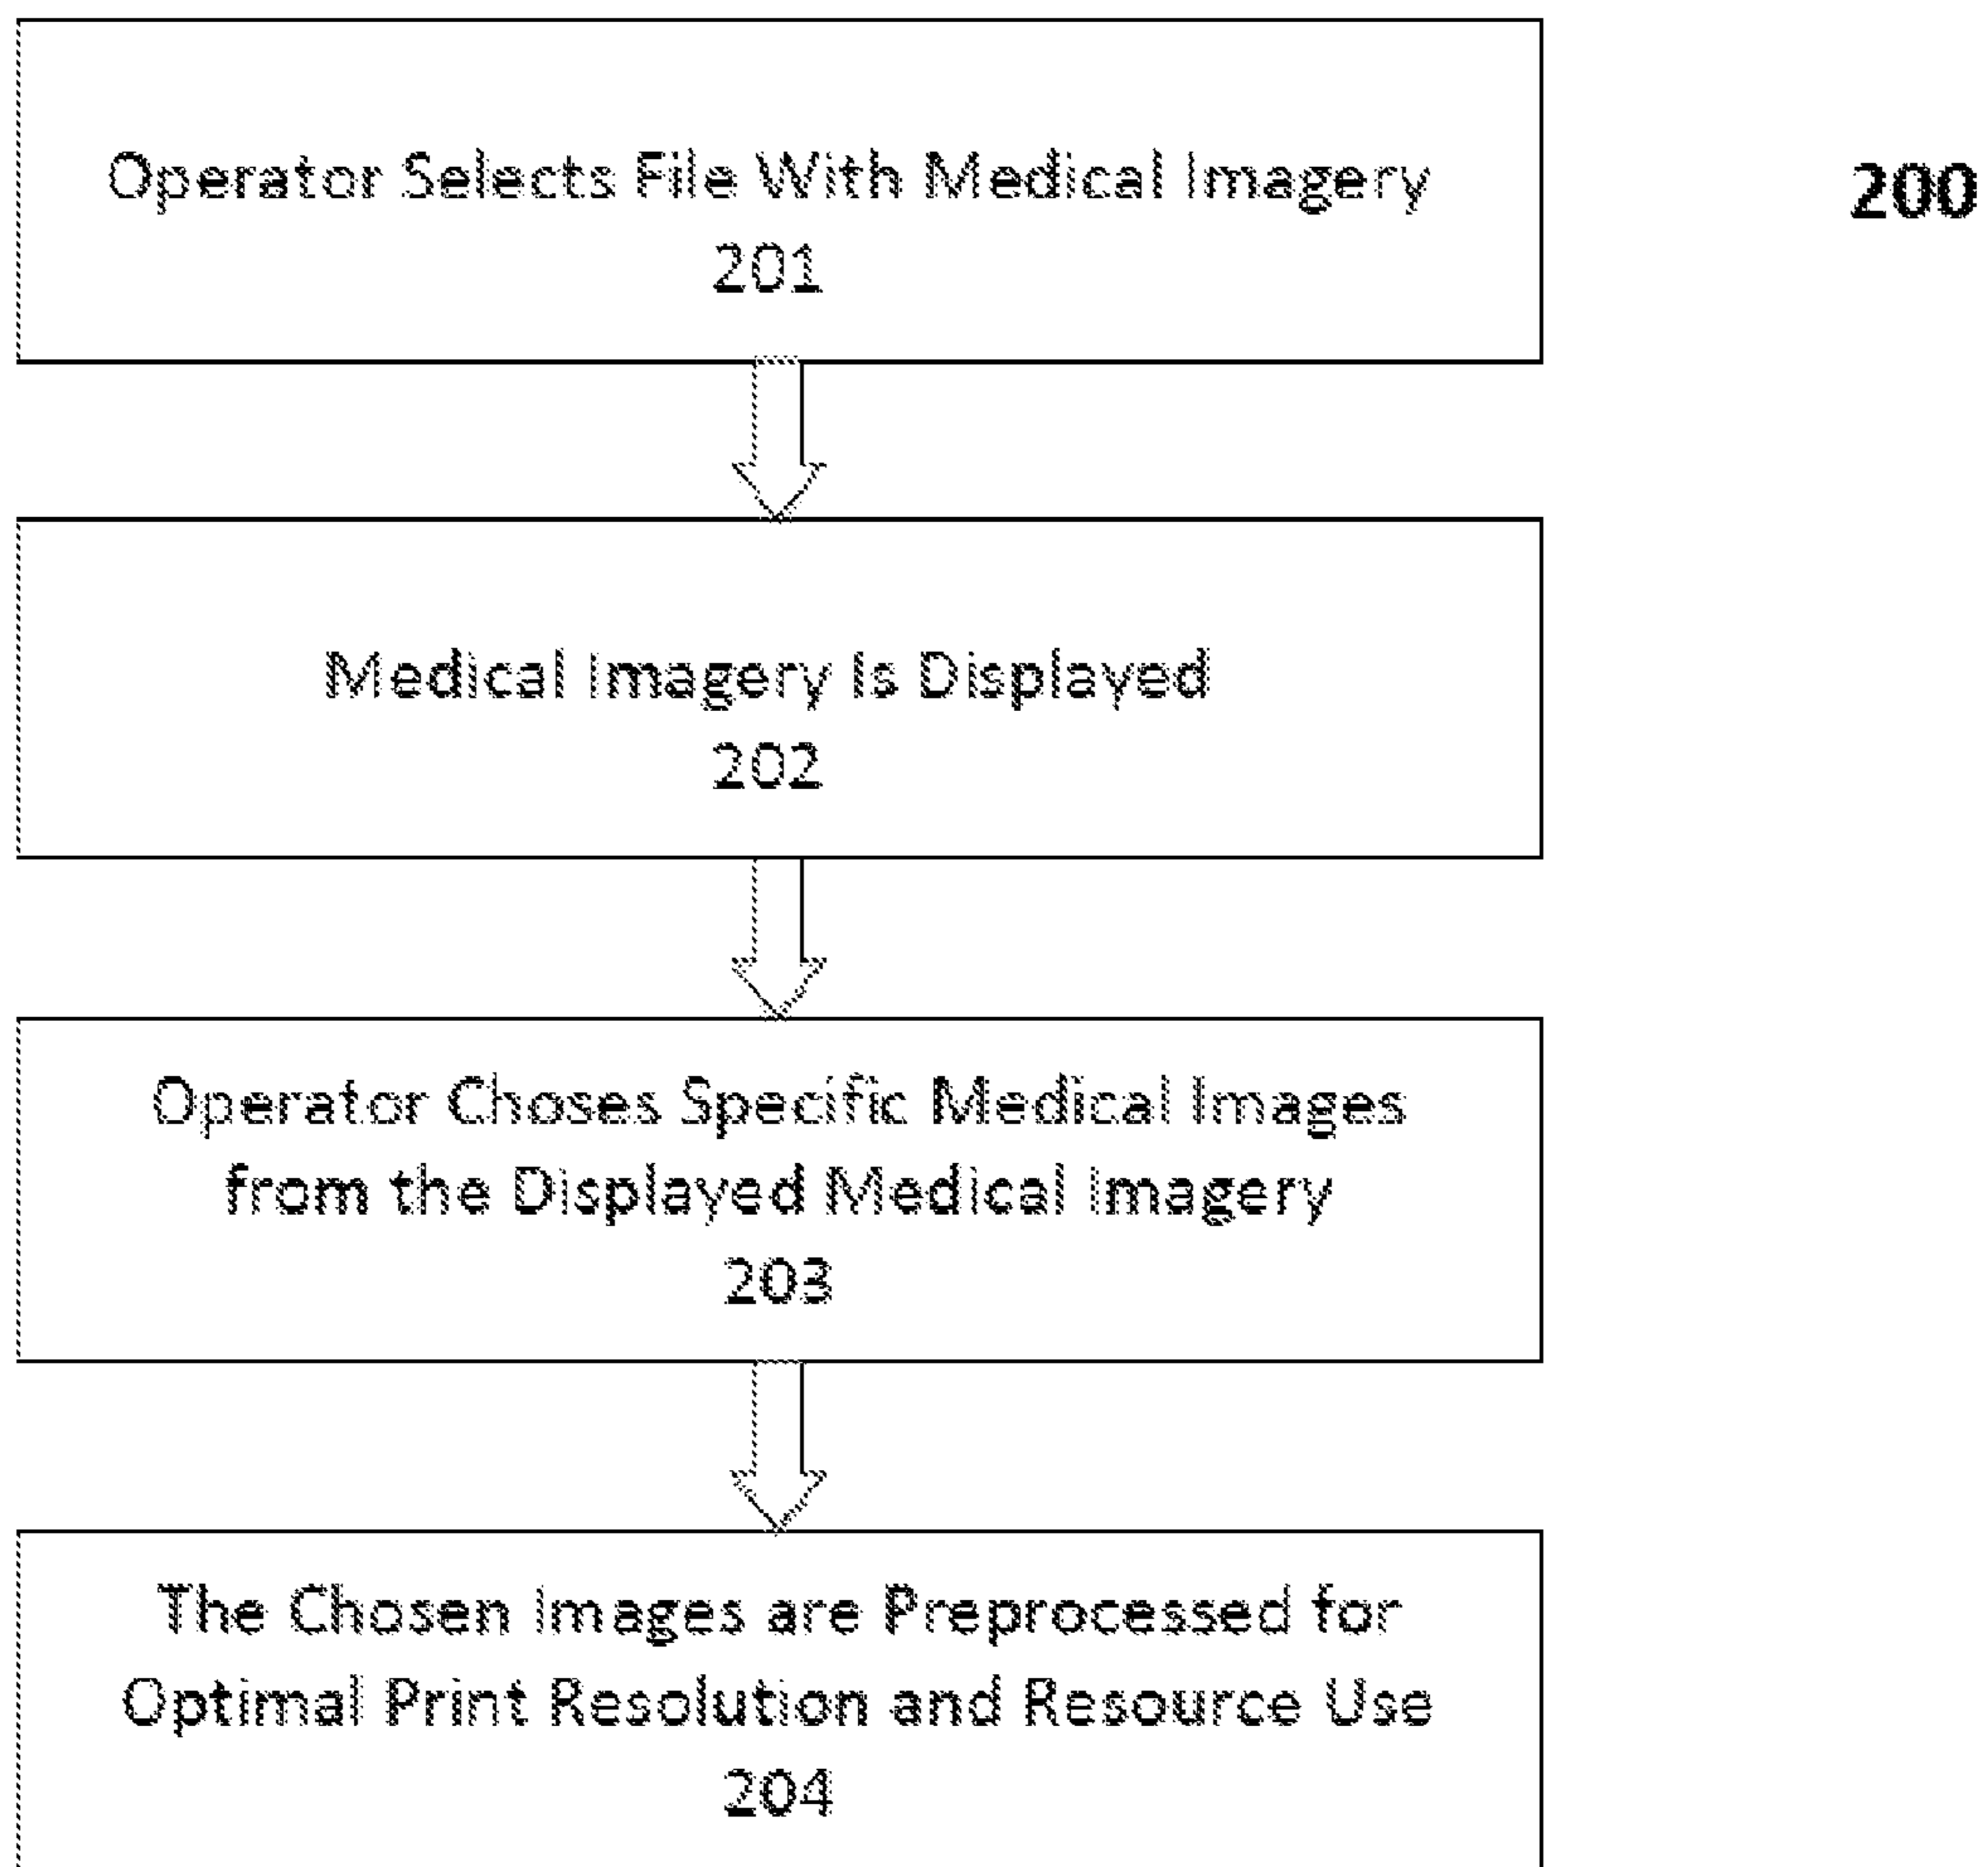 Operator Selects File With Medical Imagery
201
200
Medical Imagery Is Displayed
202
Operator Choses Specific Medical Images
from the Displayed Medical Imagery
203
The Chosen Images are Preprocessed for
Optimal Print Resolution and Resource Use
204